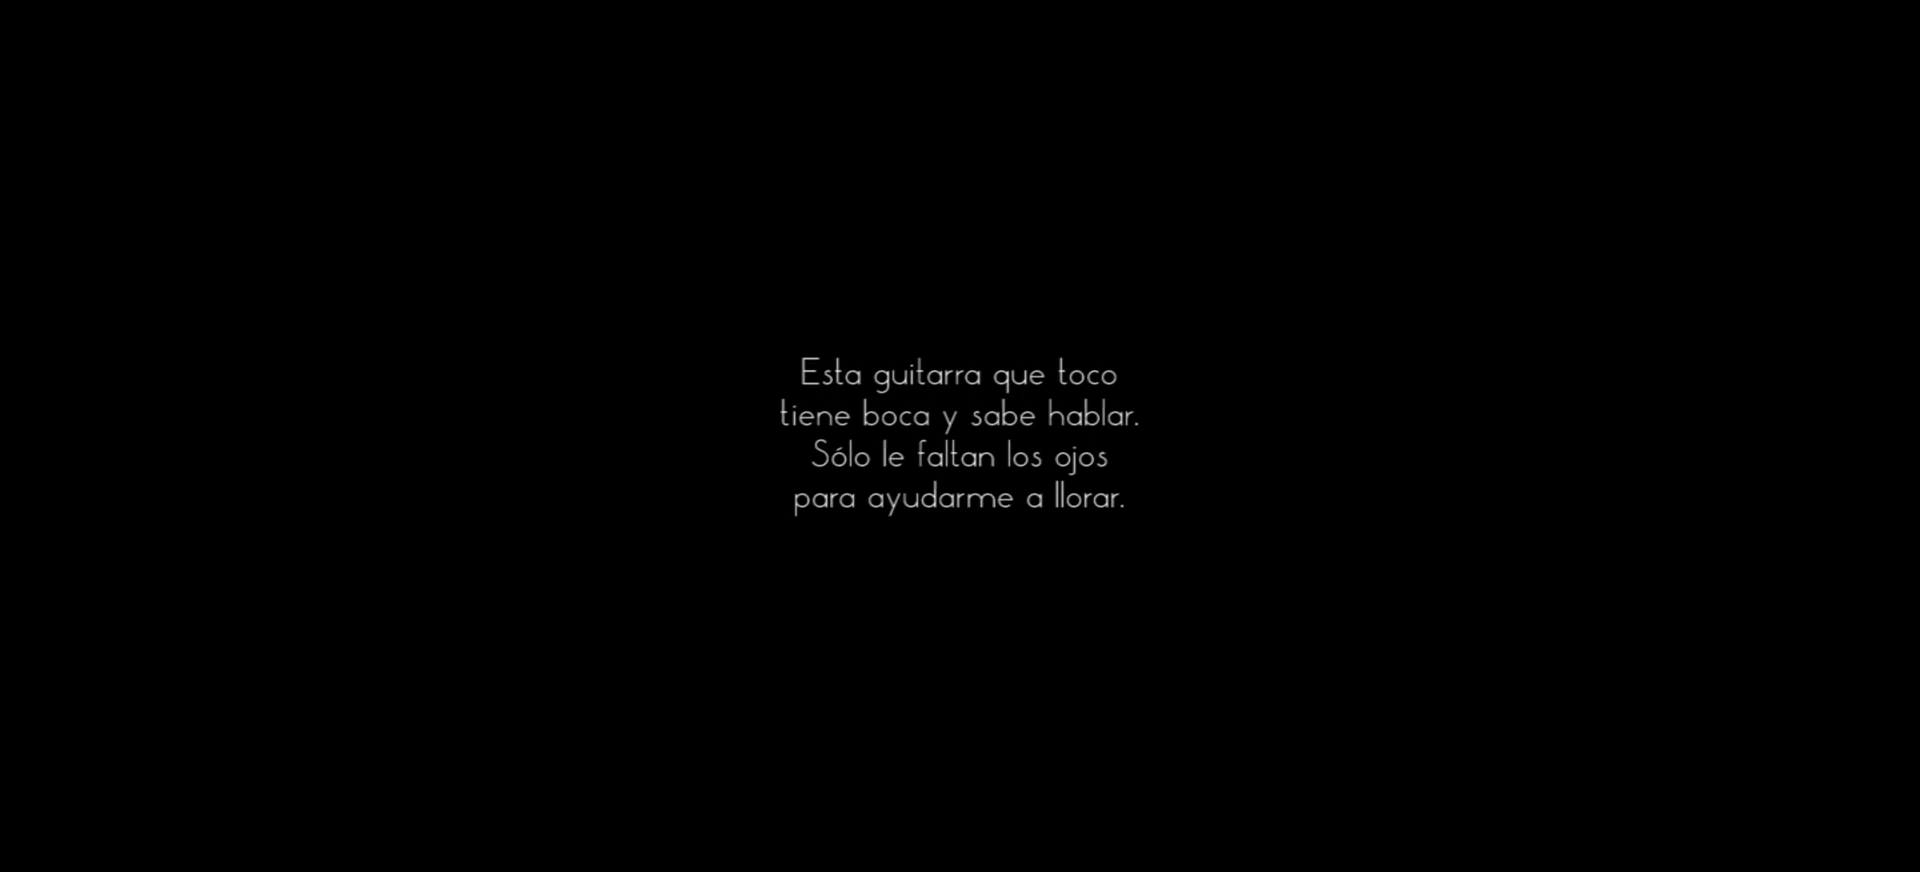 Esta guitarra que toco
tiene boca y sabe hablar.
Sólo le faltan los ojos
para ayudarme a llorar.